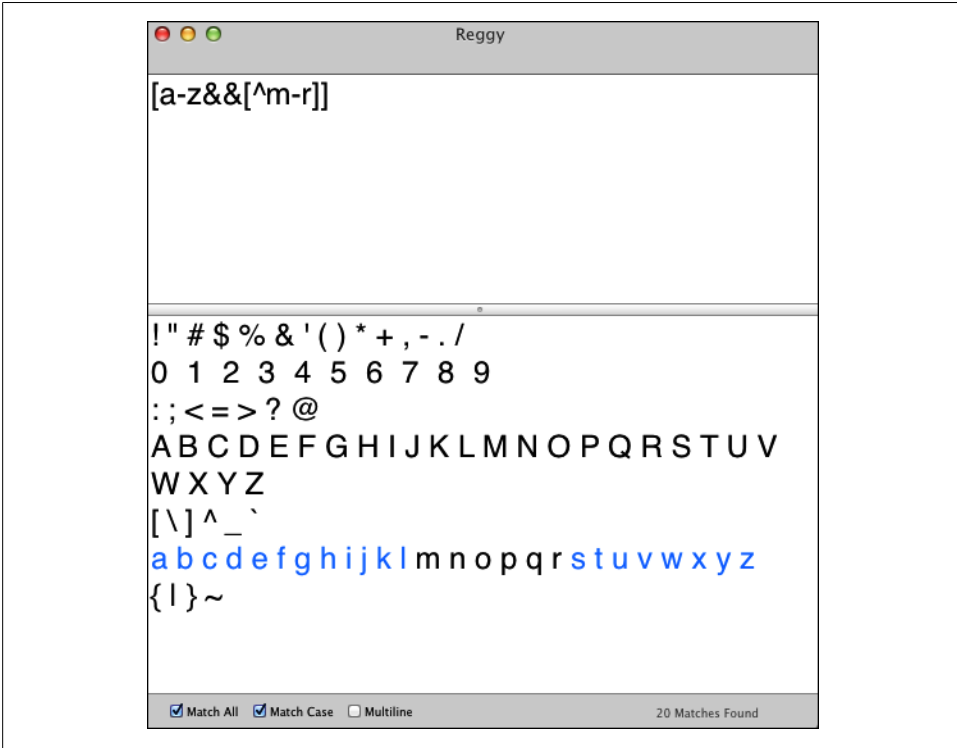 Reggy
[a-z&&[^m-r]]
! " # $ % & ' ( ) * + , - . /
0 1 2 3 4 5 6 7 8 9
: ; < = > ? @
A B C D E F G H I J K L M N O P Q R S T U V
W X Y Z
[ \ ] ^ _ `
a b c d e f g h i j k l m n o p q r s t u v w x y z
{ | } ~
Match All Match Case Multiline 20 Matches Found